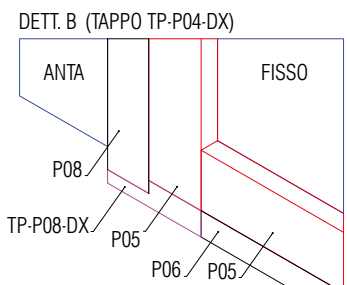 DETT. B (TAPPO TP-P04-DX)
ANTA
FISSO
P08
TP-P08-DX
P05
P06
P05